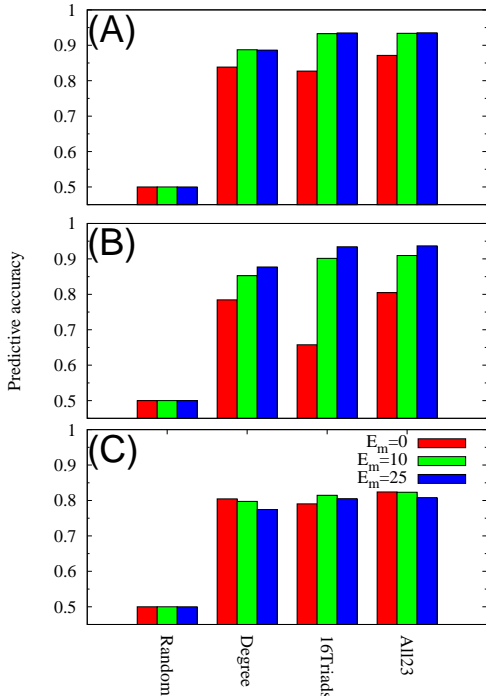 (A)
1
0.9
0.8
0.7
0.6
0.5
(B)
1
0.9
0.8
0.7
0.6
0.5
Predictive accuracy
(C)
1
0.9
0.8
0.7
0.6
0.5
E_m=0
E_m=10
E_m=25
Random
Degree
16Triads
All23